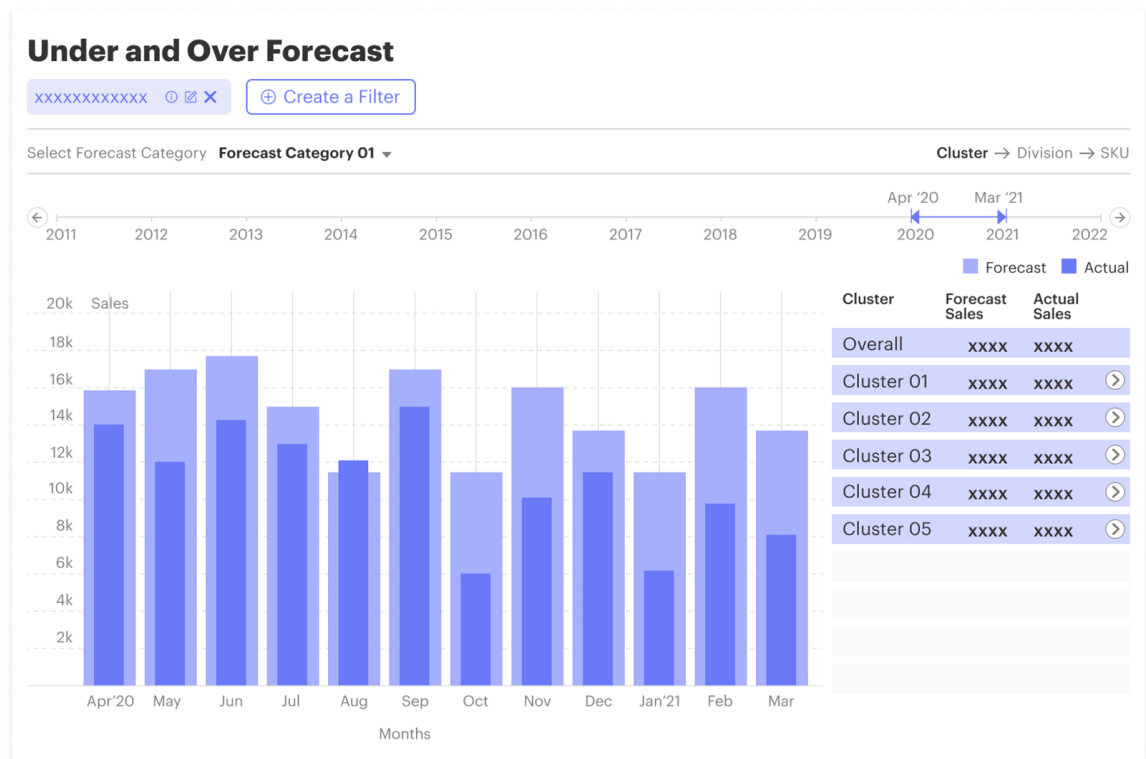 Under and Over Forecast
xxxxxxxxxxxx
Create a Filter
Select Forecast Category Forecast Category 01
Cluster → Division → SKU
Apr ‘20 Mar ‘21
2011 2012 2013 2014 2015 2016 2017 2018 2019 2020 2021 2022
Forecast Actual
20k Sales
18k
16k
14k
12k
10k
8k
6k
4k
2k
Apr’20 May Jun Jul Aug Sep Oct Nov Dec Jan’21 Feb Mar
Months
Cluster Forecast Sales Actual Sales
Overall xxxx xxxx
Cluster 01 xxxx xxxx
Cluster 02 xxxx xxxx
Cluster 03 xxxx xxxx
Cluster 04 xxxx xxxx
Cluster 05 xxxx xxxx